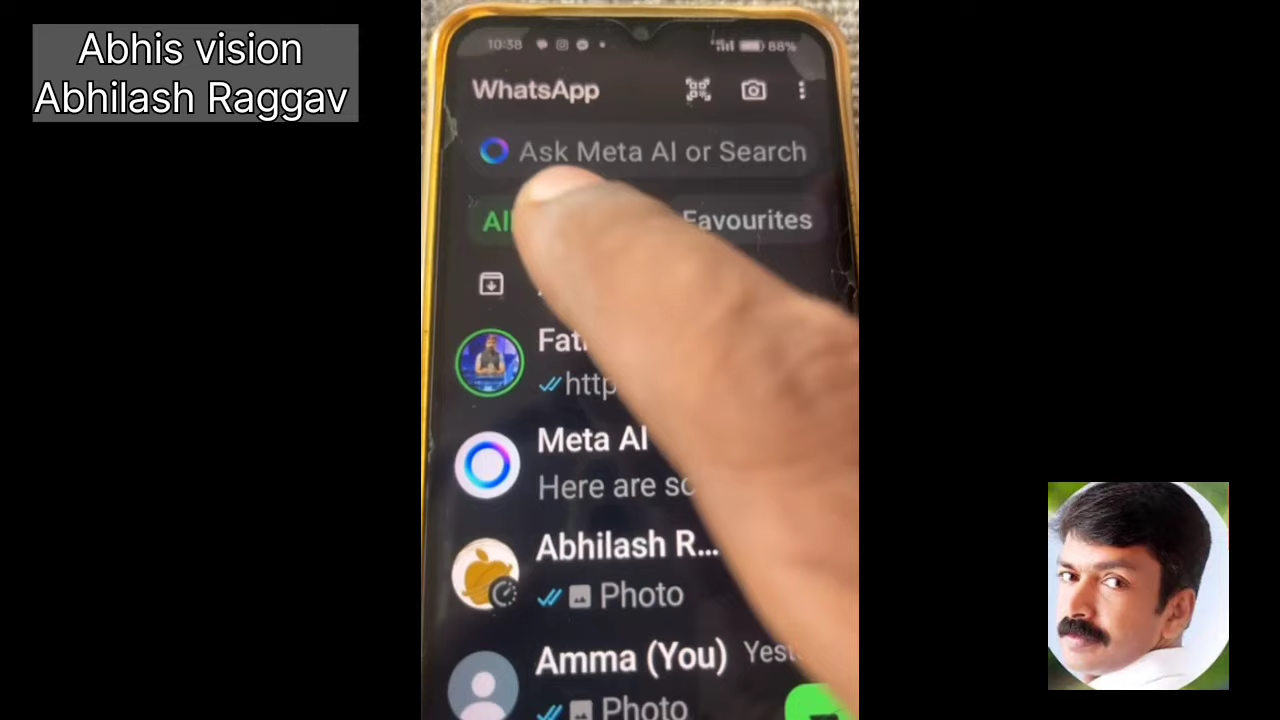 Abhis vision
Abhilash Raggav
10:38
88%
WhatsApp
Ask Meta AI or Search
All
Favourites
http
Meta AI
Here are
Abhilash R...
Photo
Amma (You)
Photo